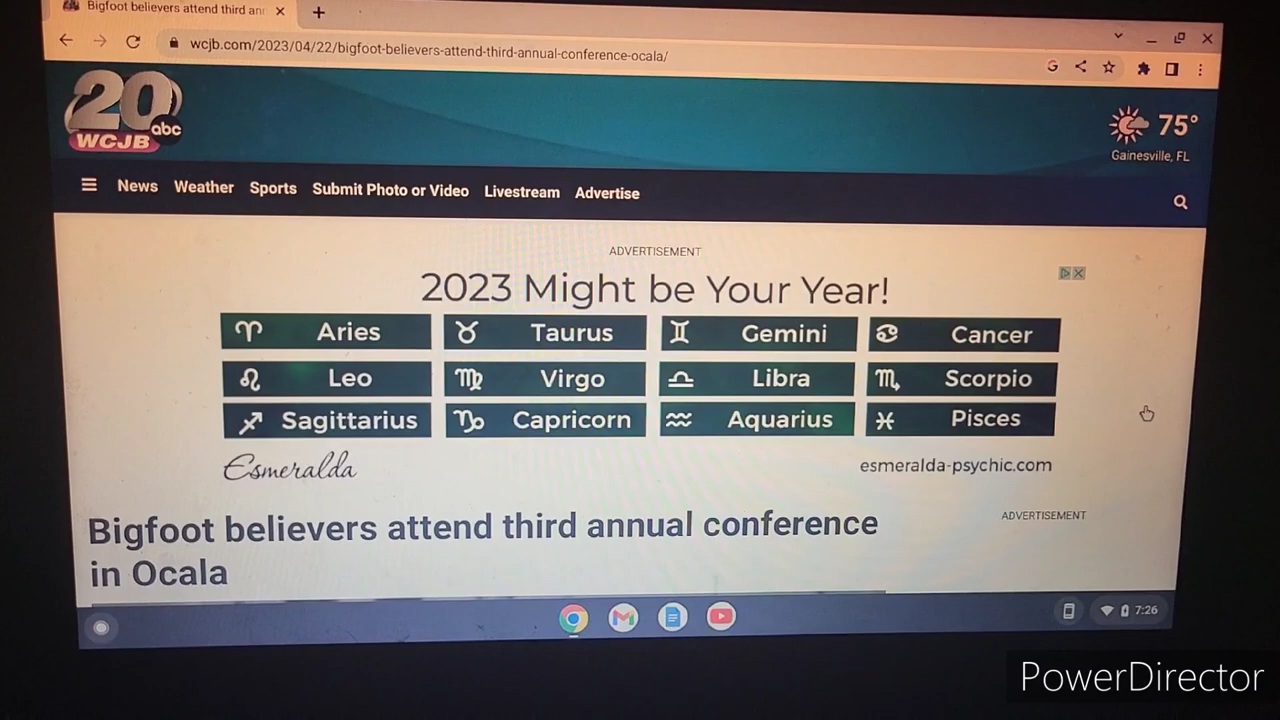 Bigfoot believers attend third an
wcjb.com/2023/04/22/bigfoot-believers-attend-third-annual-conference-ocala/
20
abc
WCJB
75°
Gainesville, FL
News Weather Sports Submit Photo or Video Livestream Advertise
ADVERTISEMENT
2023 Might be Your Year!
Aries Taurus Gemini Cancer
Leo Virgo Libra Scorpio
Sagittarius Capricorn Aquarius Pisces
Esmeralda esmeralda-psychic.com
Bigfoot believers attend third annual conference
in Ocala
ADVERTISEMENT
7:26
PowerDirector